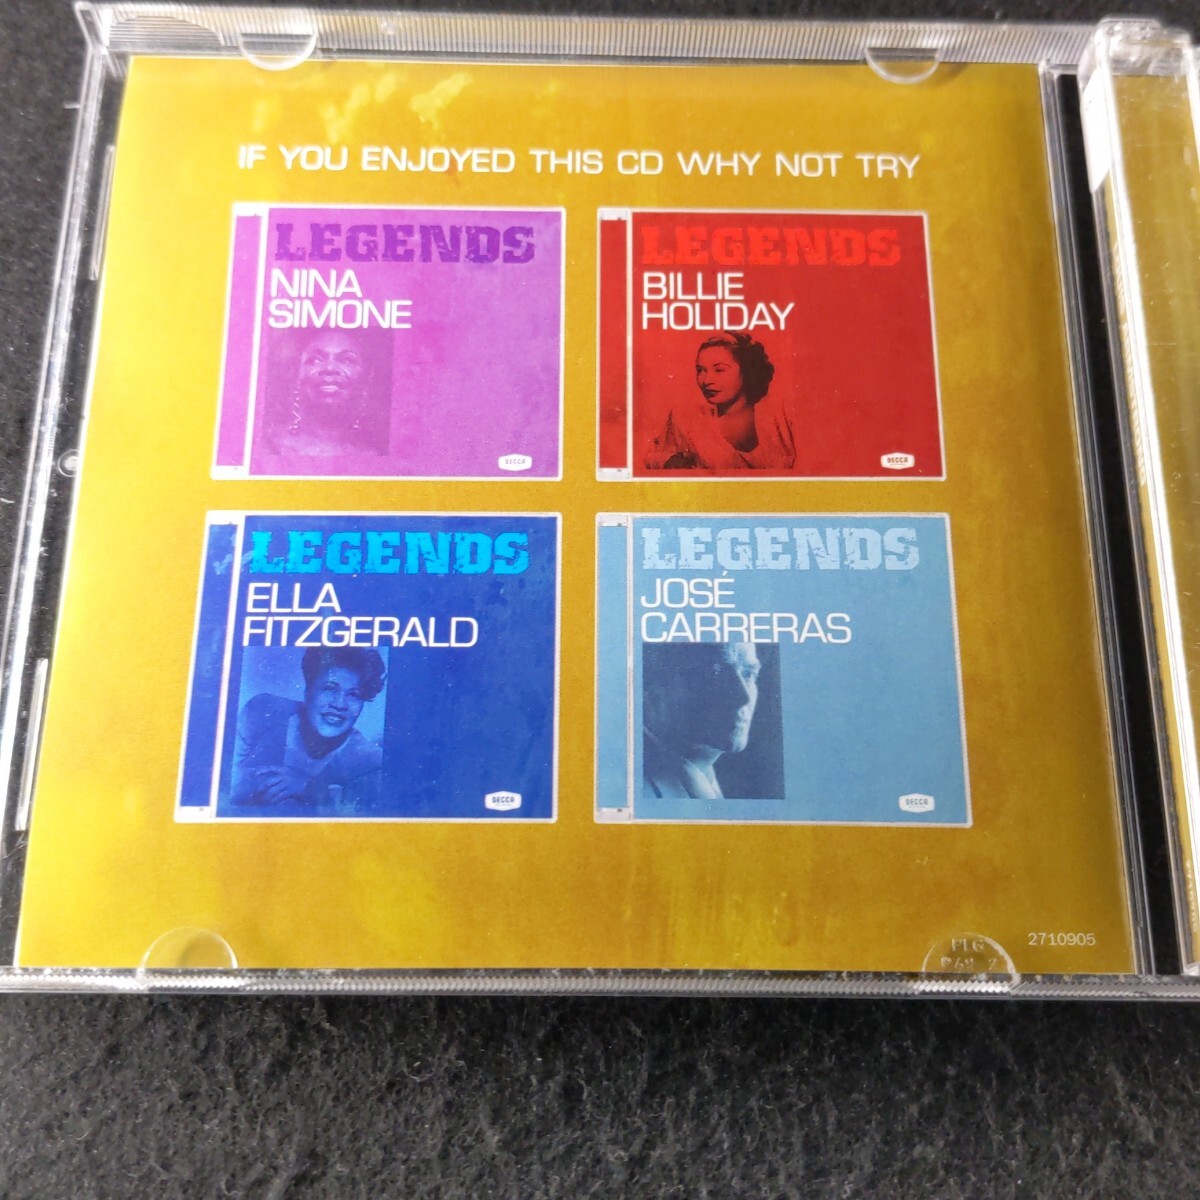 IF YOU ENJOYED THIS CD WHY NOT TRY
LEGENDS
NINA
SIMONE
DECCA
LEGENDS
BILLIE
HOLIDAY
DECCA
LEGENDS
ELLA
FITZGERALD
DECCA
LEGENDS
JOSÉ
CARRERAS
DECCA
2710905